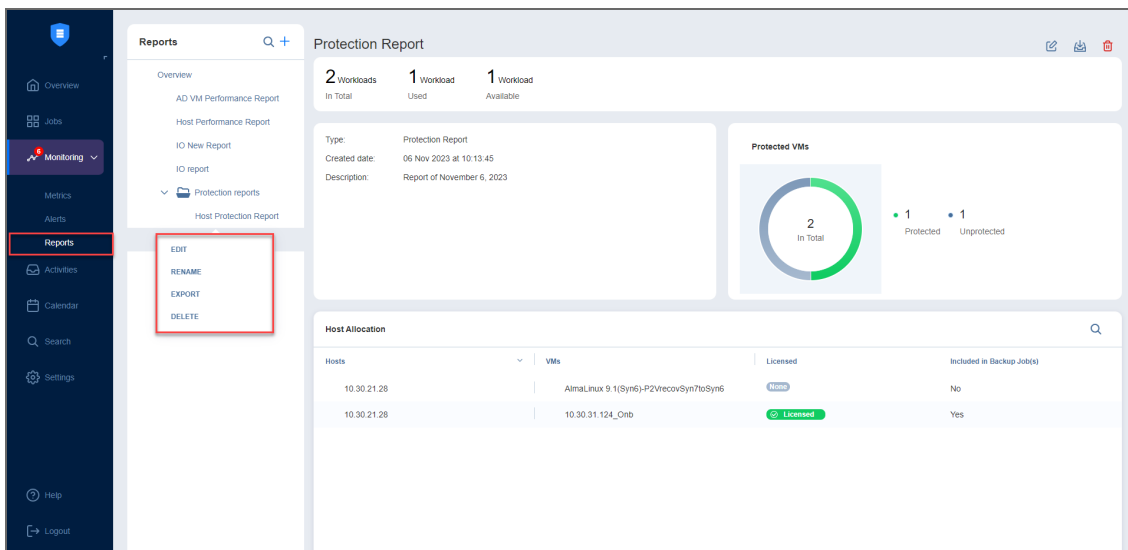 Overview
Jobs
6
Monitoring
Metrics
Alerts
Reports
Activities
Calendar
Search
Settings
Help
Logout
Reports
Overview
AD VM Performance Report
Host Performance Report
IO New Report
IO report
Protection reports
Host Protection Report
EDIT
RENAME
EXPORT
DELETE
Protection Report
2 Workloads
In Total
1 Workload
Used
1 Workload
Available
Type: Protection Report
Created date: 06 Nov 2023 at 10:13:45
Description: Report of November 6, 2023
Protected VMs
2
In Total
1
Protected
1
Unprotected
Host Allocation
Hosts VMs Licensed Included in Backup Job(s)
10.30.21.28 AlmaLinux 9.1(Syn6)-P2VrecovSyn7toSyn6 None No
10.30.21.28 10.30.31.124_Onb Licensed Yes